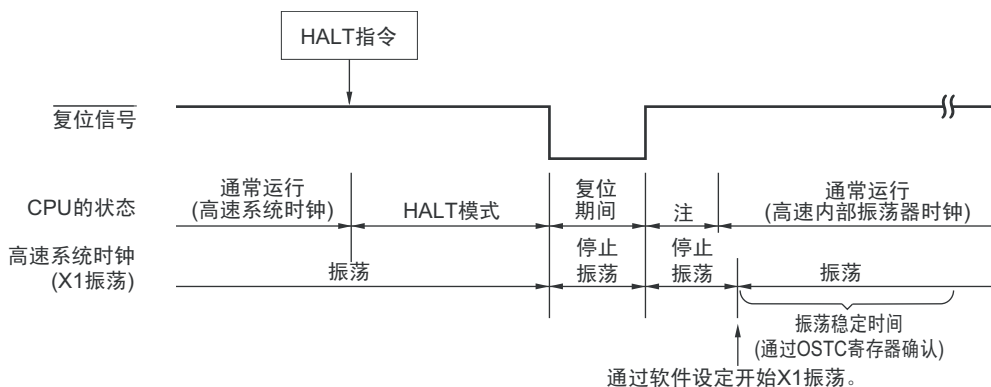 HALT指令
复位信号
CPU的状态
通常运行
(高速系统时钟)
HALT模式
复位
期间
注
通常运行
(高速内部振荡器时钟)
高速系统时钟
(X1振荡)
振荡
停止
振荡
停止
振荡
振荡
振荡稳定时间
(通过OSTC寄存器确认)
通过软件设定开始X1振荡。